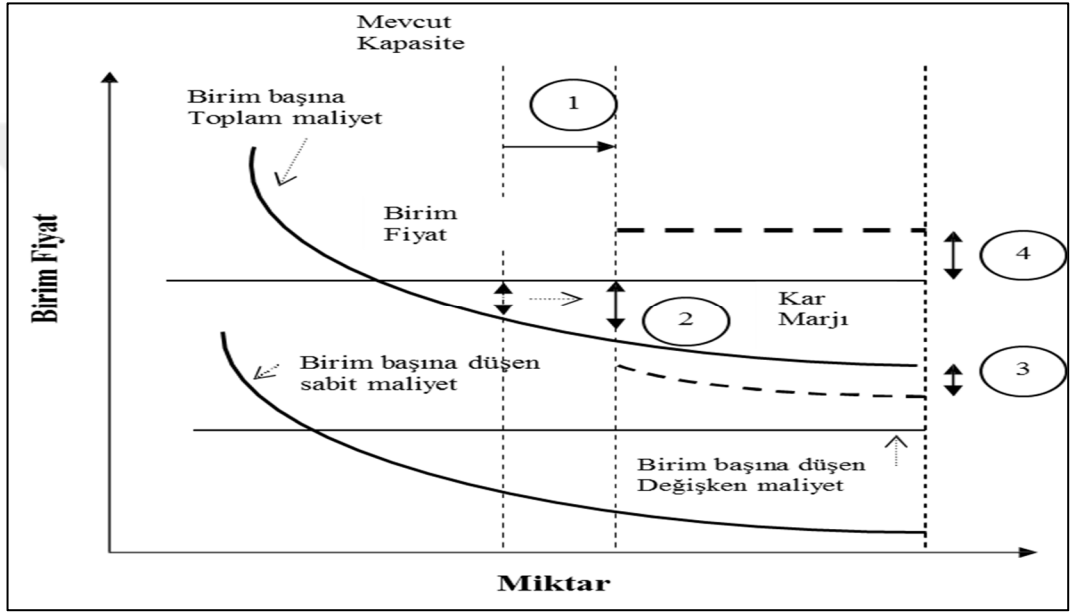 Mevcut
Kapasite
1
Birim başına
Toplam maliyet
Birim
Fiyat
4
Birim Fiyat
Kar
Marjı
2
Birim başına düşen
sabit maliyet
3
Birim başına düşen
Değişken maliyet
Miktar